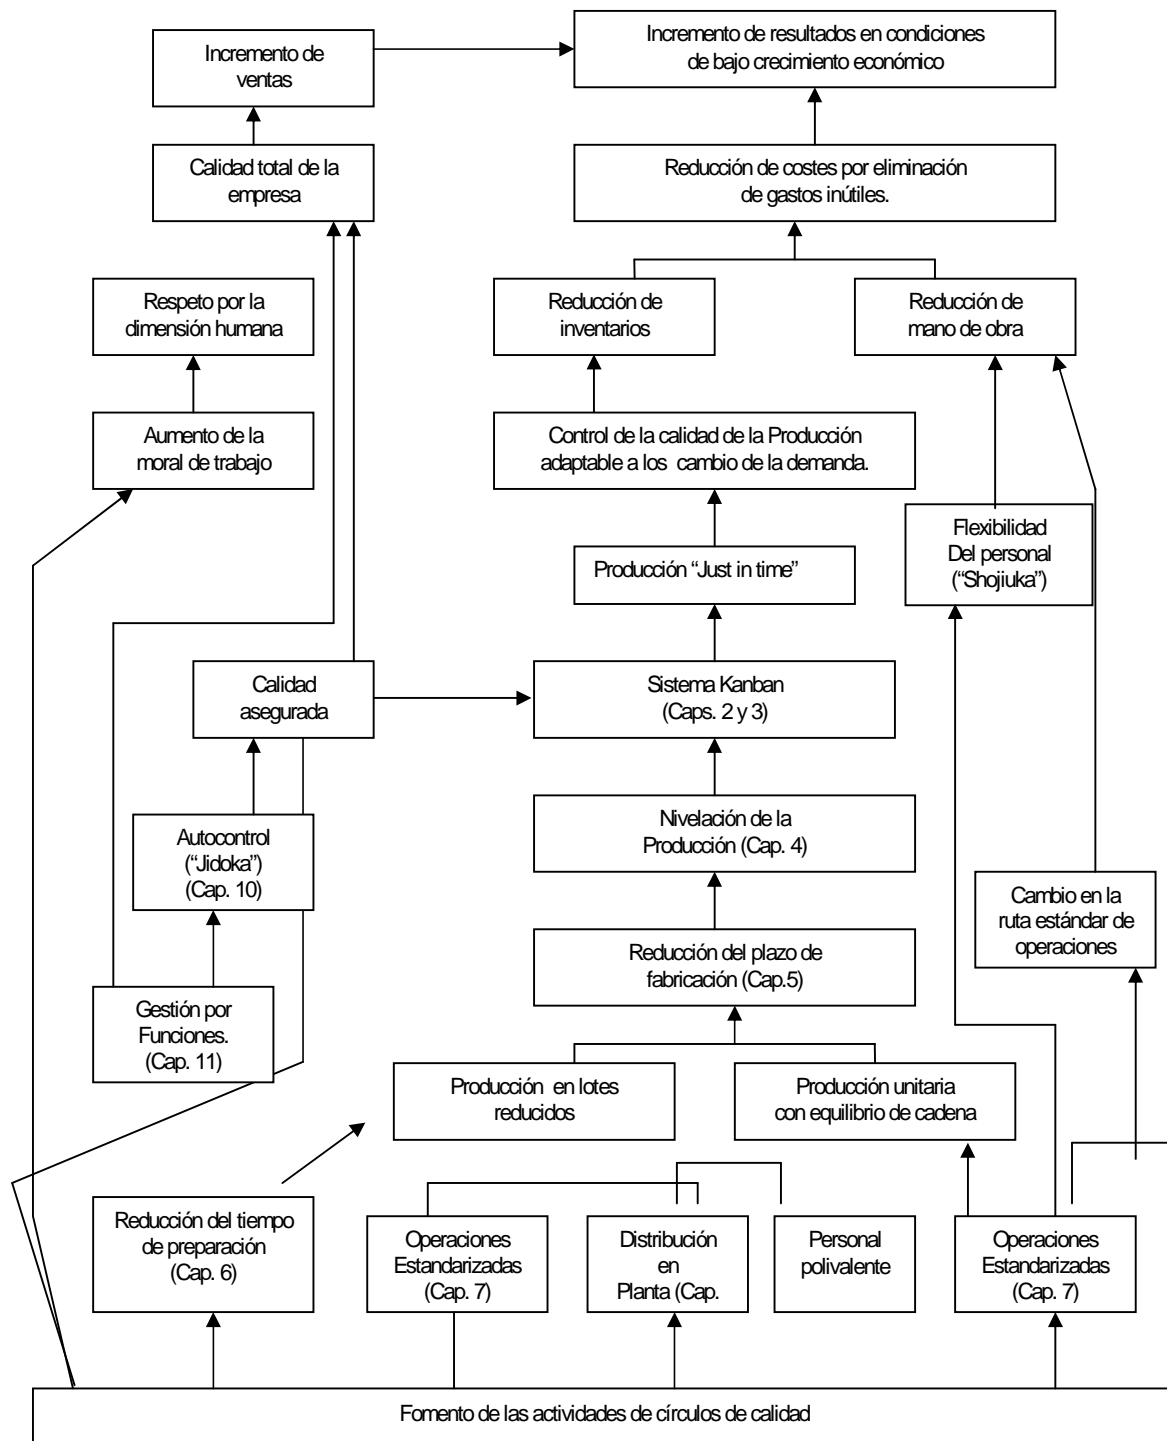 Incremento de
ventas
Incremento de resultados en condiciones
de bajo crecimiento económico
Calidad total de la
empresa
Reducción de costes por eliminación
de gastos inútiles.
Respeto por la
dimensión humana
Reducción de
inventarios
Reducción de
mano de obra
Aumento de la
moral de trabajo
Control de la calidad de la Producción
adaptable a los cambio de la demanda.
Flexibilidad
Del personal
(“Shojiuka”)
Producción “Just in time”
Calidad
asegurada
Sistema Kanban
(Caps. 2 y 3)
Nivelación de la
Producción (Cap. 4)
Autocontrol
(“Jidoka”)
(Cap. 10)
Cambio en la
ruta estándar de
operaciones
Reducción del plazo de
fabricación (Cap.5)
Gestión por
Funciones.
(Cap. 11)
Producción en lotes
reducidos
Producción unitaria
con equilibrio de cadena
Reducción del tiempo
de preparación
(Cap. 6)
Operaciones
Estandarizadas
(Cap. 7)
Distribución
en
Planta (Cap.
Personal
polivalente
Operaciones
Estandarizadas
(Cap. 7)
Fomento de las actividades de círculos de calidad